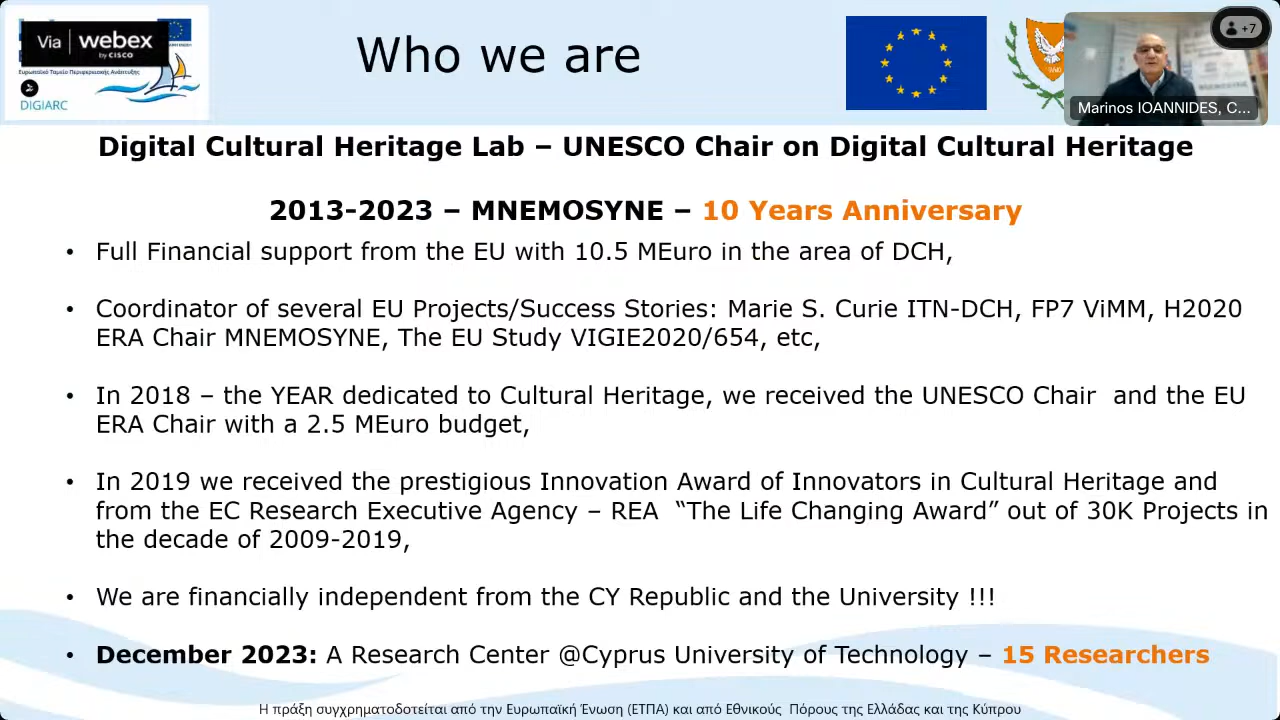 Via webex
by CISCO
Ευρωπαϊκό Ταμείο Περιφερειακής Ανάπτυξης
DIGIARC
Who we are
+7
Marinos IOANNIDES, C...
Digital Cultural Heritage Lab – UNESCO Chair on Digital Cultural Heritage
2013-2023 – MNEMOSYNE – 10 Years Anniversary
• Full Financial support from the EU with 10.5 MEuro in the area of DCH,
• Coordinator of several EU Projects/Success Stories: Marie S. Curie ITN-DCH, FP7 ViMM, H2020
ERA Chair MNEMOSYNE, The EU Study VIGIE2020/654, etc,
• In 2018 – the YEAR dedicated to Cultural Heritage, we received the UNESCO Chair  and the EU
ERA Chair with a 2.5 MEuro budget,
• In 2019 we received the prestigious Innovation Award of Innovators in Cultural Heritage and
from the EC Research Executive Agency – REA  “The Life Changing Award” out of 30K Projects in
the decade of 2009-2019,
• We are financially independent from the CY Republic and the University !!!
• December 2023: A Research Center @Cyprus University of Technology – 15 Researchers
Η πράξη συγχρηματοδοτείται από την Ευρωπαϊκή Ένωση (ΕΤΠΑ) και από Εθνικούς  Πόρους της Ελλάδας και της Κύπρου